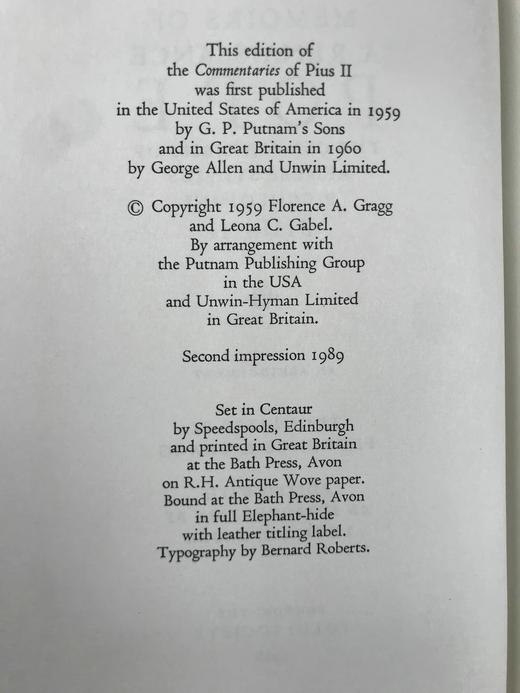 This edition of
the Commentaries of Pius II
was first published
in the United States of America in 1959
by G. P. Putnam's Sons
and in Great Britain in 1960
by George Allen and Unwin Limited.
© Copyright 1959 Florence A. Gragg
and Leona C. Gabel.
By arrangement with
the Putnam Publishing Group
in the USA
and Unwin-Hyman Limited
in Great Britain.
Second impression 1989
Set in Centaur
by Speedspools, Edinburgh
and printed in Great Britain
at the Bath Press, Avon
on R.H. Antique Wove paper.
Bound at the Bath Press, Avon
in full Elephant-hide
with leather titling label.
Typography by Bernard Roberts.